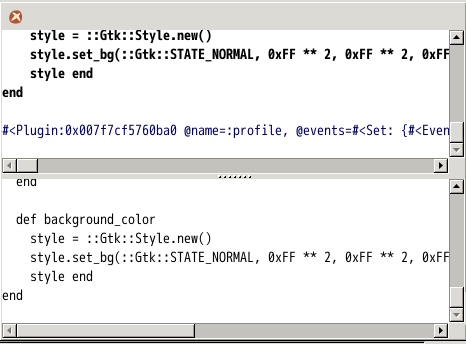 style = ::Gtk::Style.new()
style.set_bg(::Gtk::STATE_NORMAL, 0xFF ** 2, 0xFF ** 2, 0xFF
style end
end
#<Plugin:0x007f7cf5760ba0 @name=:profile, @events=#<Set: {#<Even
end
def background_color
style = ::Gtk::Style.new()
style.set_bg(::Gtk::STATE_NORMAL, 0xFF ** 2, 0xFF ** 2, 0xFF
style end
end